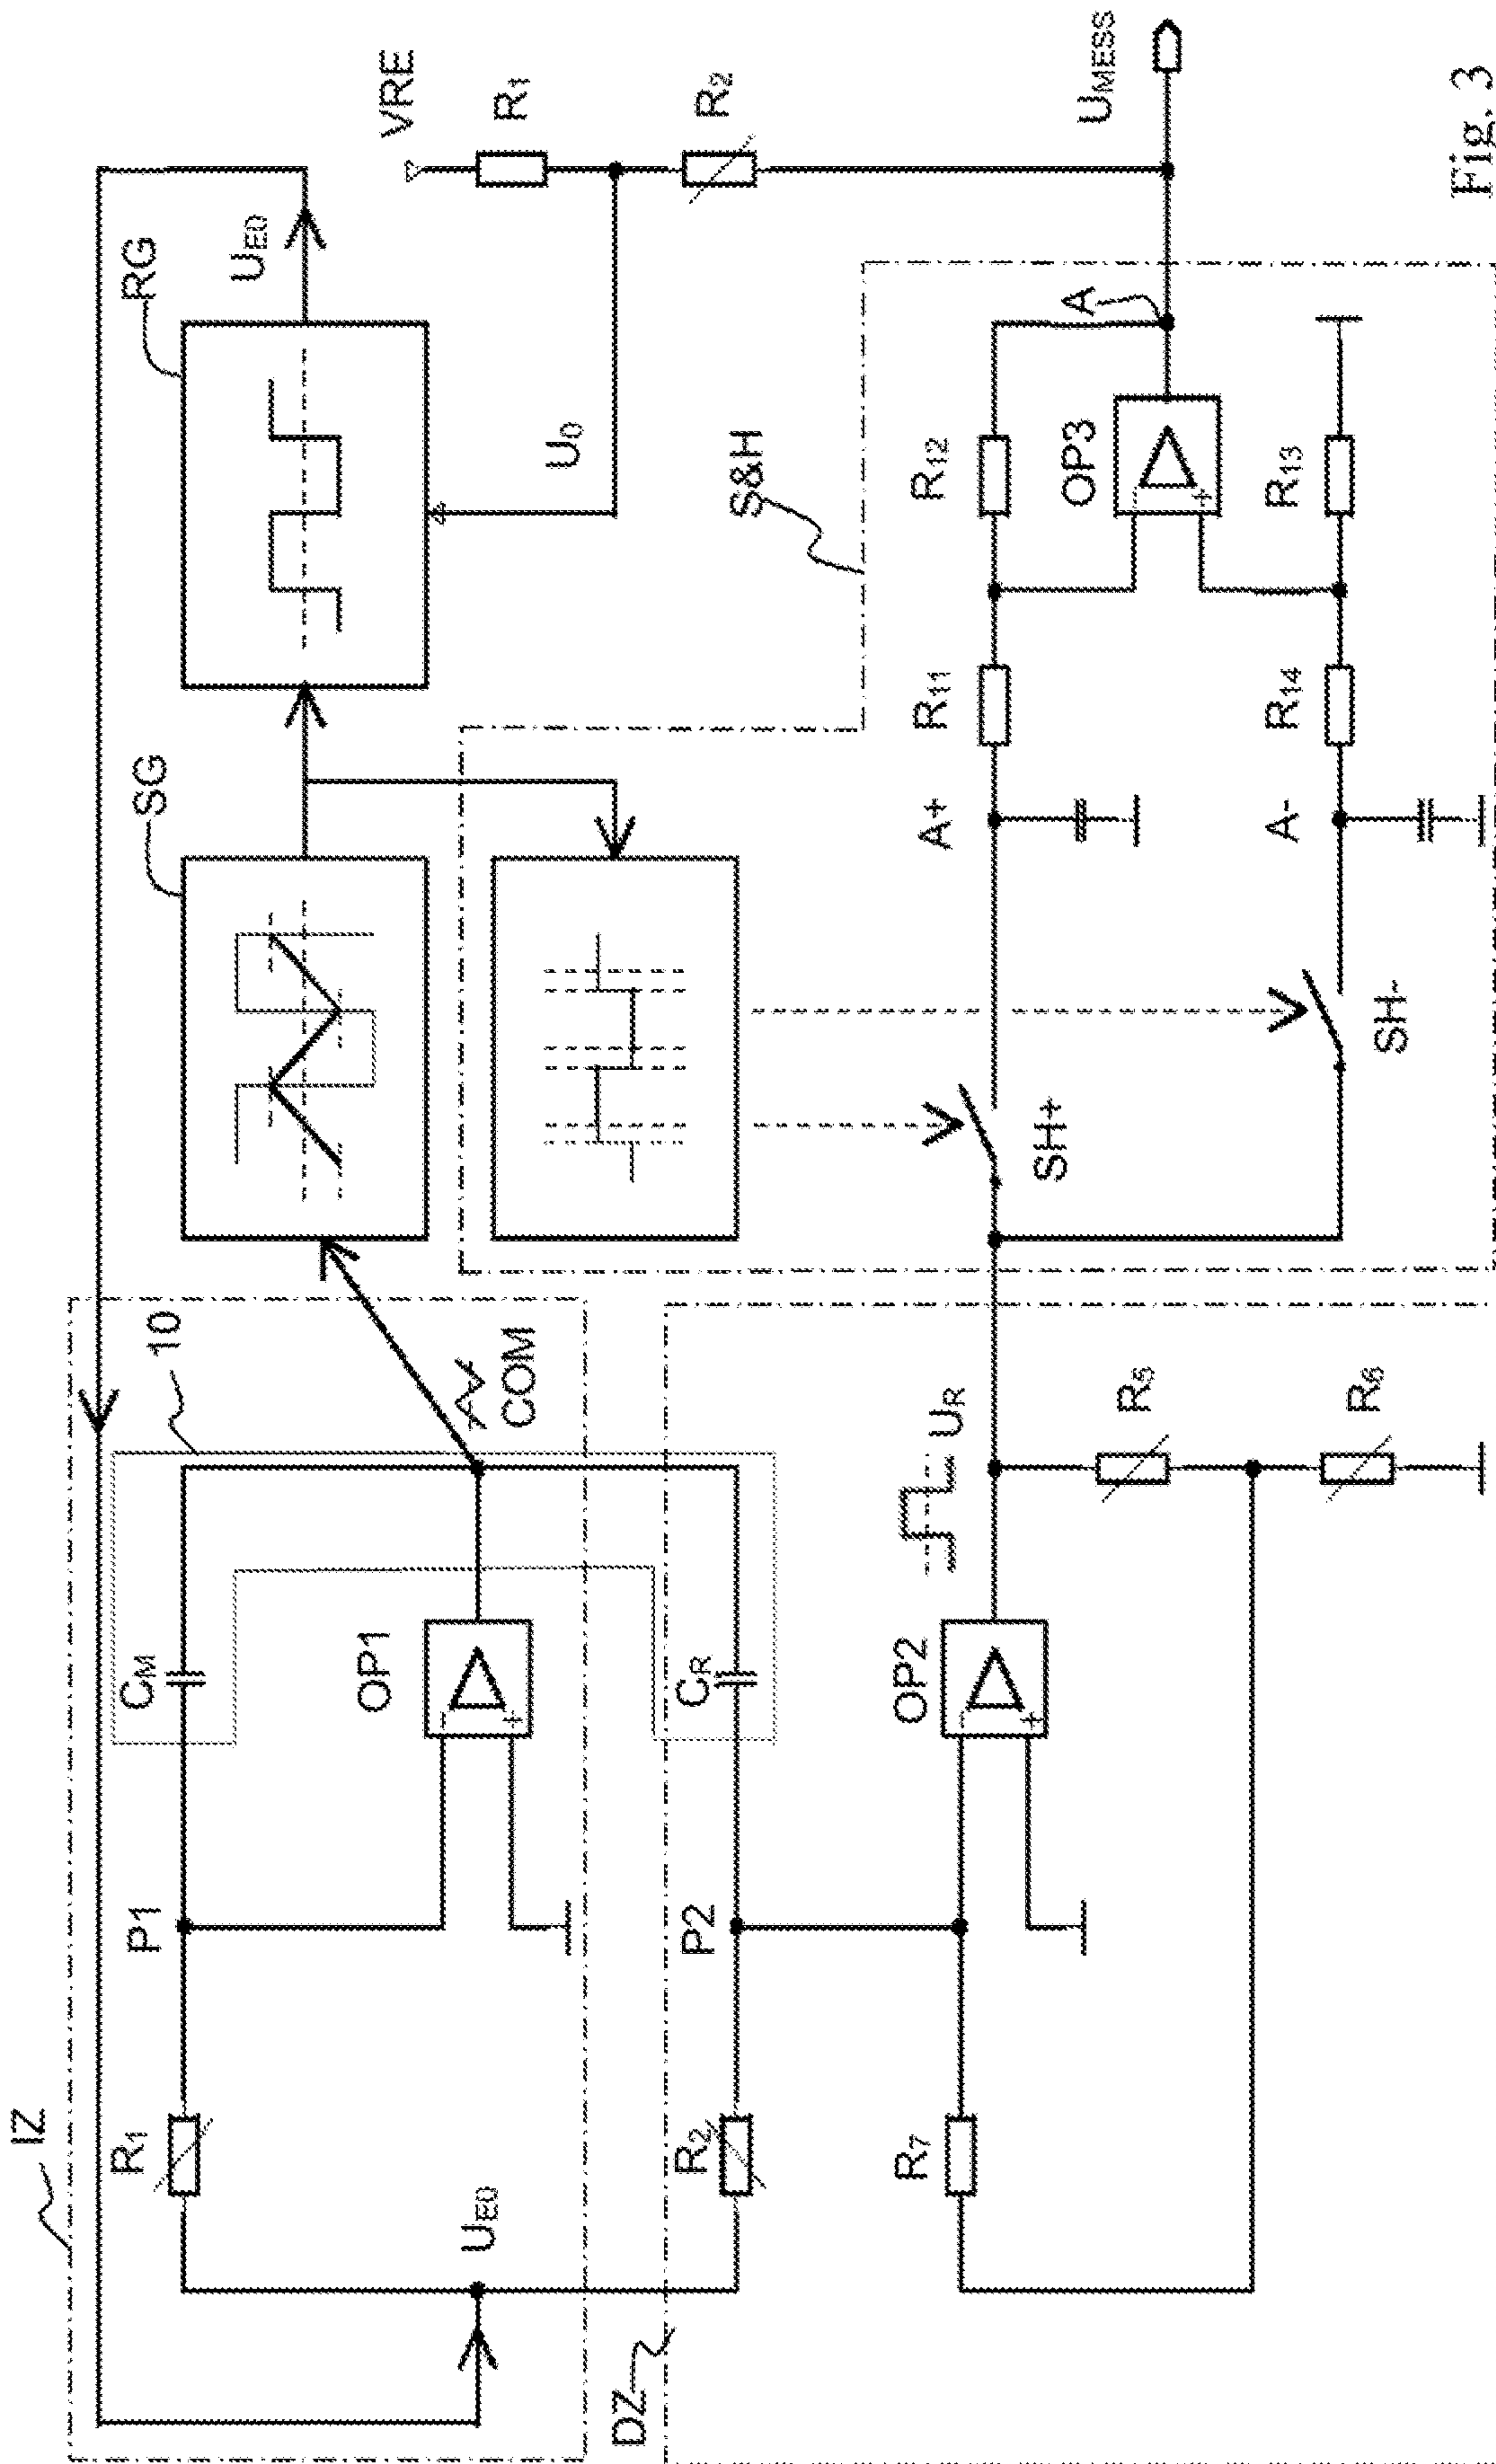 IZ
R1
P1
CM
10
OP1
COM
UE0
SG
RG
UE0
VRE
R1
U0
R2
DZ
R2
P2
CR
R7
OP2
UR
R5
R6
S&H
SH+
SH-
A+
A-
R11
R12
R14
R13
OP3
A
UMESS
Fig. 3